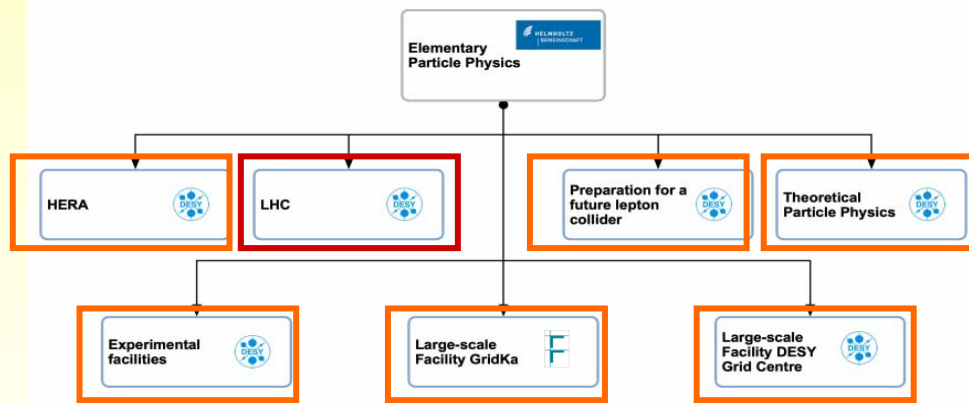 Elementary
Particle Physics
HELMHOLTZ
GEMEINSCHAFT
HERA
DESY
LHC
DESY
Preparation for a
future lepton
collider
DESY
Theoretical
Particle Physics
DESY
Experimental
facilities
DESY
Large-scale
Facility GridKa
Large-scale
Facility DESY
Grid Centre
DESY